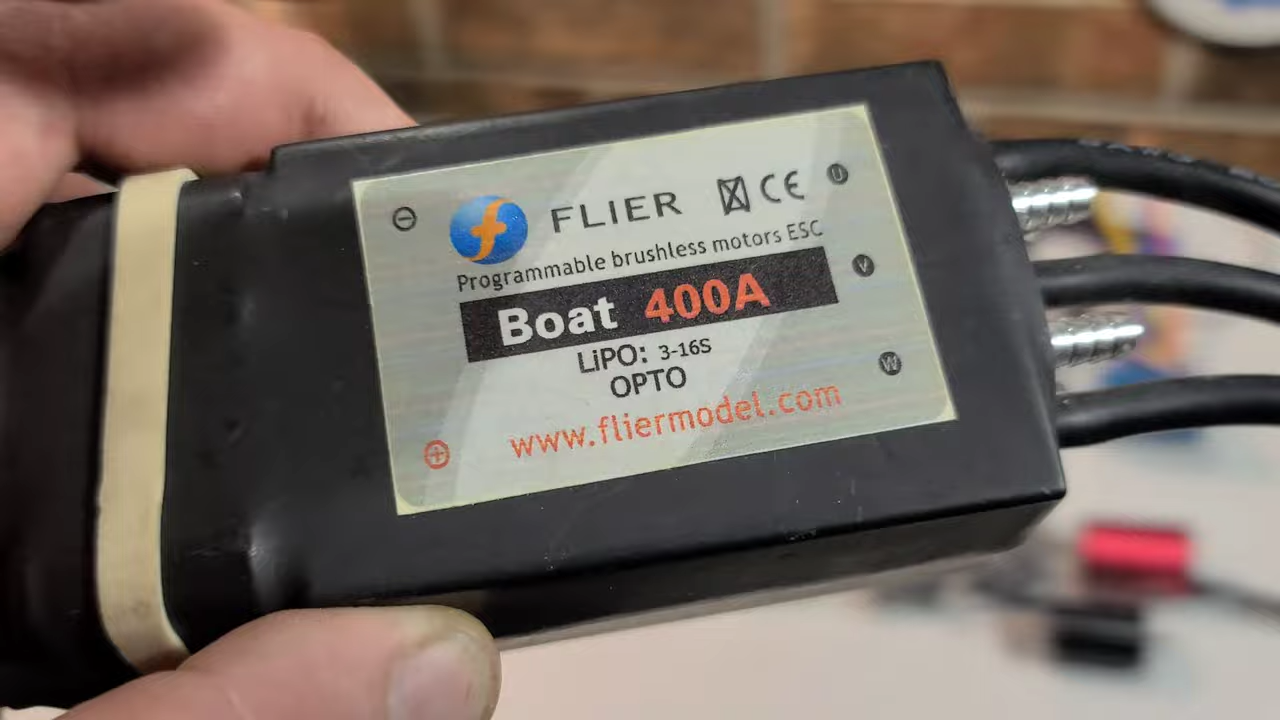 ⊖ FLIER CE U
Programmable brushless motors ESC
Boat 400A V
LiPO: 3-16S
OPTO W
⊕ www.fliermodel.com